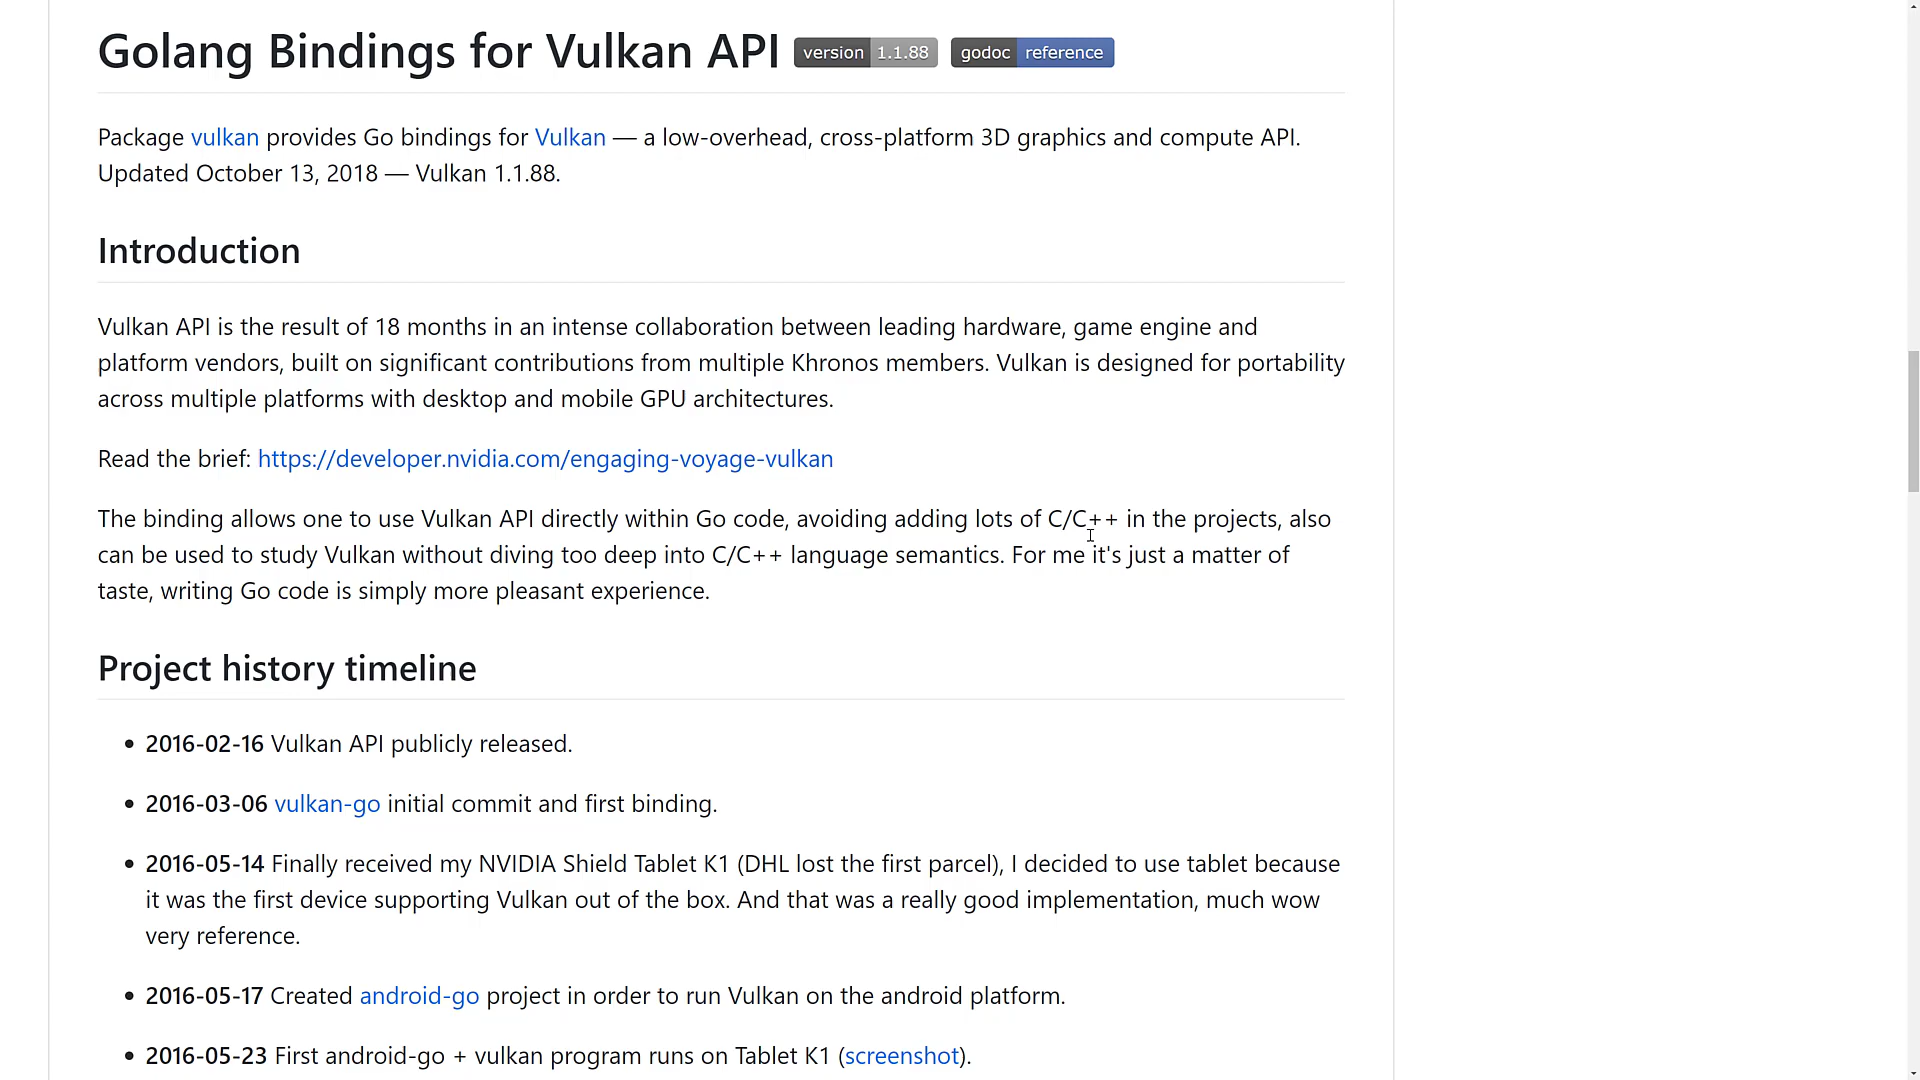 Golang Bindings for Vulkan API version 1.1.88 godoc reference
Package vulkan provides Go bindings for Vulkan — a low-overhead, cross-platform 3D graphics and compute API.
Updated October 13, 2018 — Vulkan 1.1.88.
Introduction
Vulkan API is the result of 18 months in an intense collaboration between leading hardware, game engine and
platform vendors, built on significant contributions from multiple Khronos members. Vulkan is designed for portability
across multiple platforms with desktop and mobile GPU architectures.
Read the brief: https://developer.nvidia.com/engaging-voyage-vulkan
The binding allows one to use Vulkan API directly within Go code, avoiding adding lots of C/C++ in the projects, also
can be used to study Vulkan without diving too deep into C/C++ language semantics. For me it's just a matter of
taste, writing Go code is simply more pleasant experience.
Project history timeline
• 2016-02-16 Vulkan API publicly released.
• 2016-03-06 vulkan-go initial commit and first binding.
• 2016-05-14 Finally received my NVIDIA Shield Tablet K1 (DHL lost the first parcel), I decided to use tablet because
it was the first device supporting Vulkan out of the box. And that was a really good implementation, much wow
very reference.
• 2016-05-17 Created android-go project in order to run Vulkan on the android platform.
• 2016-05-23 First android-go + vulkan program runs on Tablet K1 (screenshot).